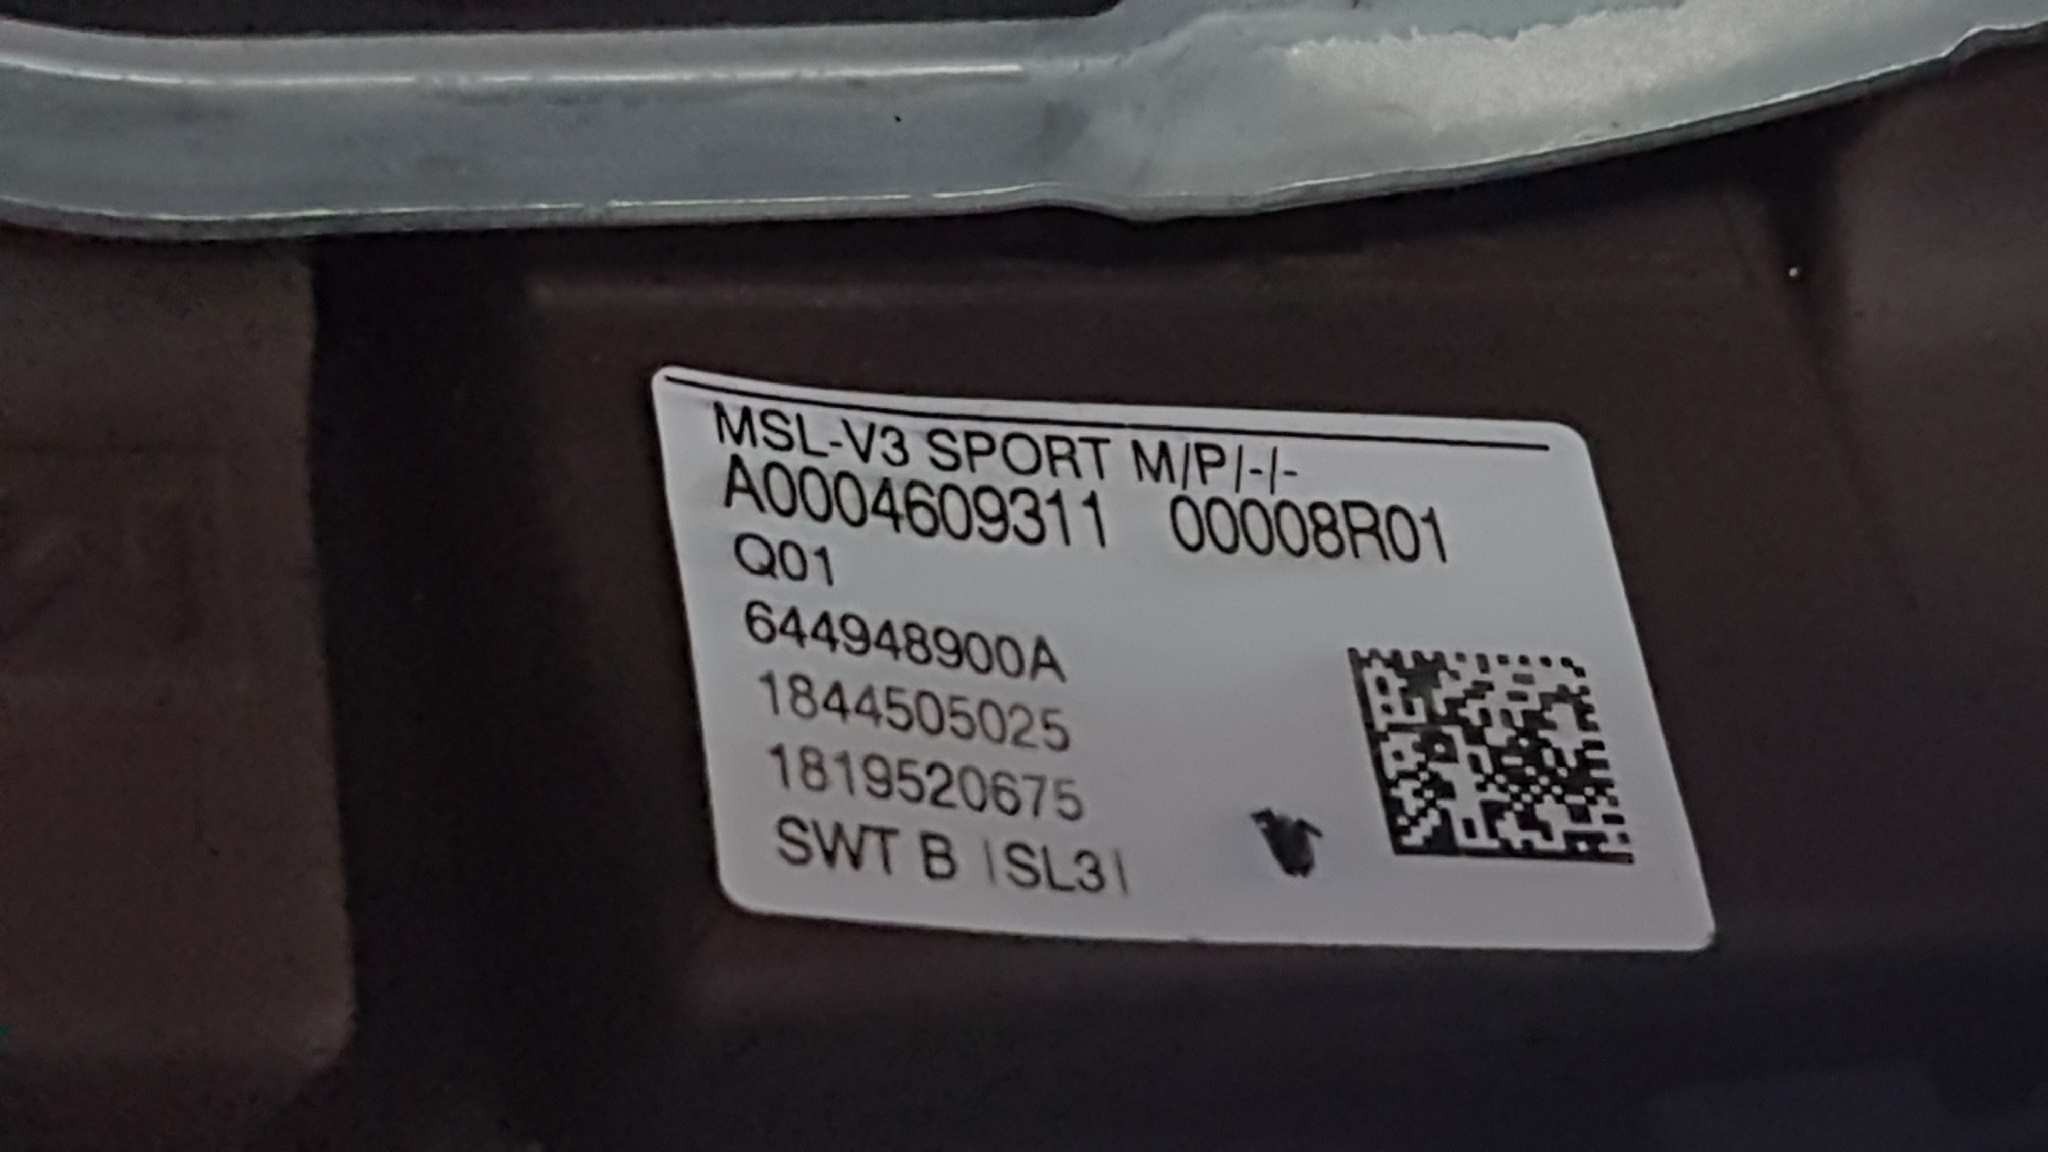 MSL-V3 SPORT M/P/-/-
A0004609311 00008R01
Q01
644948900A
1844505025
1819520675
SWT B |SL3|